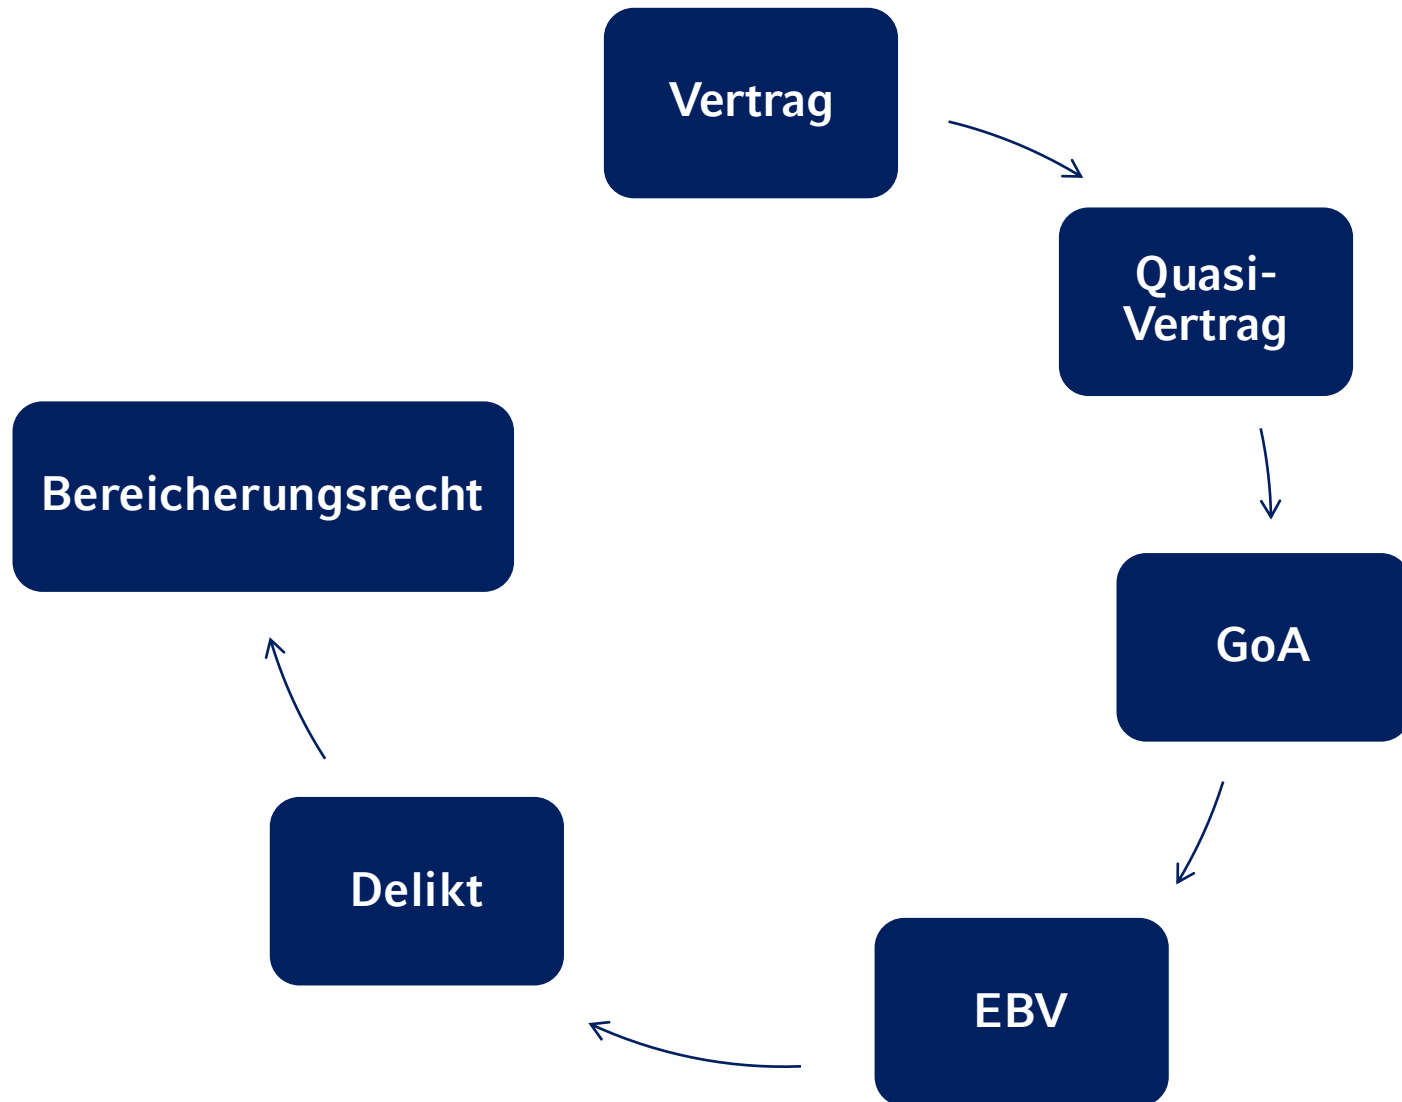 Vertrag
Quasi-
Vertrag
GoA
EBV
Delikt
Bereicherungsrecht